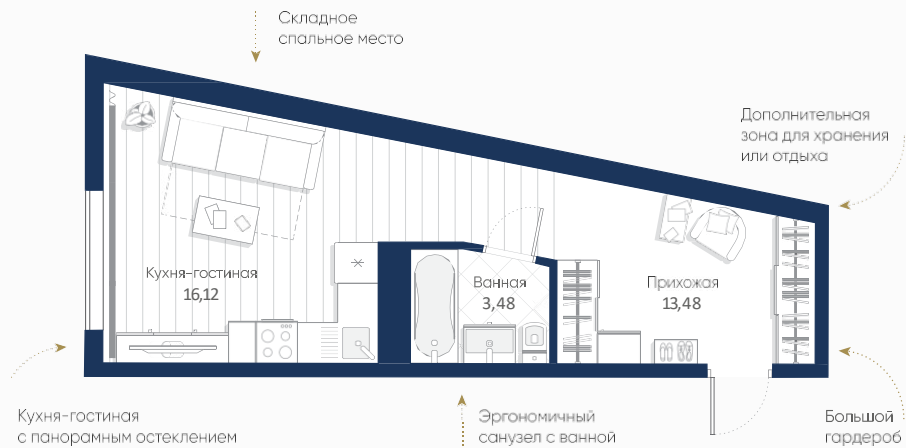 Складное
спальное место
Дополнительная
зона для хранения
или отдыха
Кухня-гостиная
16,12
Ванная
3,48
Прихожая
13,48
Кухня-гостиная
с панорамным остеклением
Эргономичный
санузел с ванной
Большой
гардероб